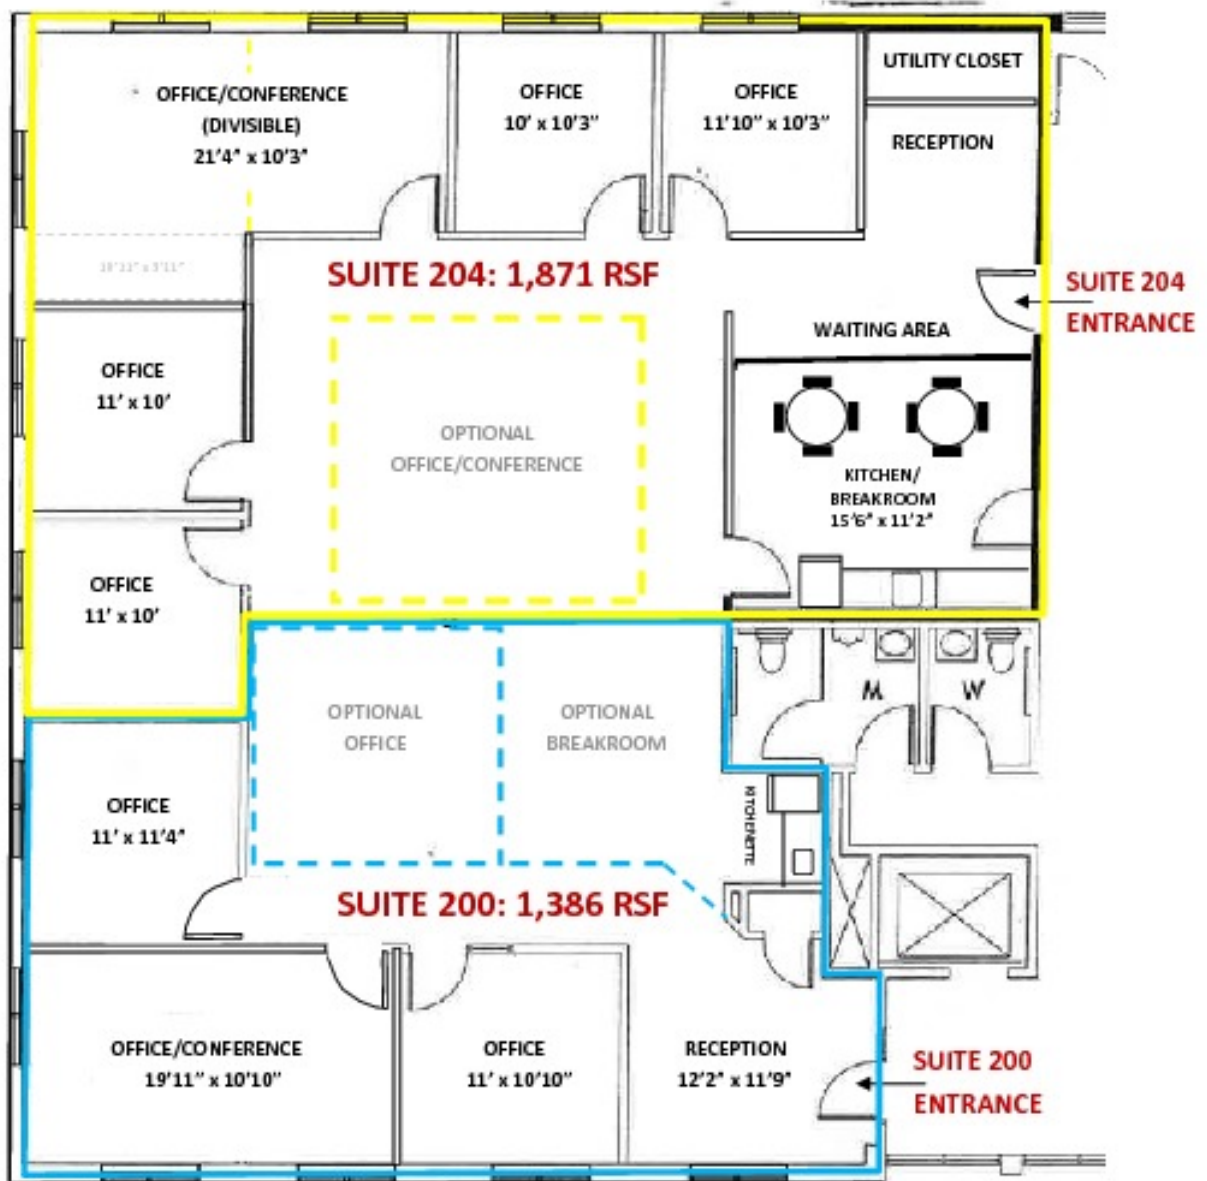 UTILITY CLOSET
OFFICE/CONFERENCE
(DIVISIBLE)
21'4" x 10'3"
OFFICE
10' x 10'3"
OFFICE
11'10" x 10'3"
RECEPTION
SUITE 204: 1,871 RSF
SUITE 204
ENTRANCE
WAITING AREA
OFFICE
11' x 10'
OPTIONAL
OFFICE/CONFERENCE
KITCHEN/
BREAKROOM
15'6" x 11'2"
OFFICE
11' x 10'
M
W
OPTIONAL
OFFICE
OPTIONAL
BREAKROOM
OFFICE
11' x 11'4"
KITCHENETTE
SUITE 200: 1,386 RSF
OFFICE/CONFERENCE
19'11" x 10'10"
OFFICE
11' x 10'10"
RECEPTION
12'2" x 11'9"
SUITE 200
ENTRANCE